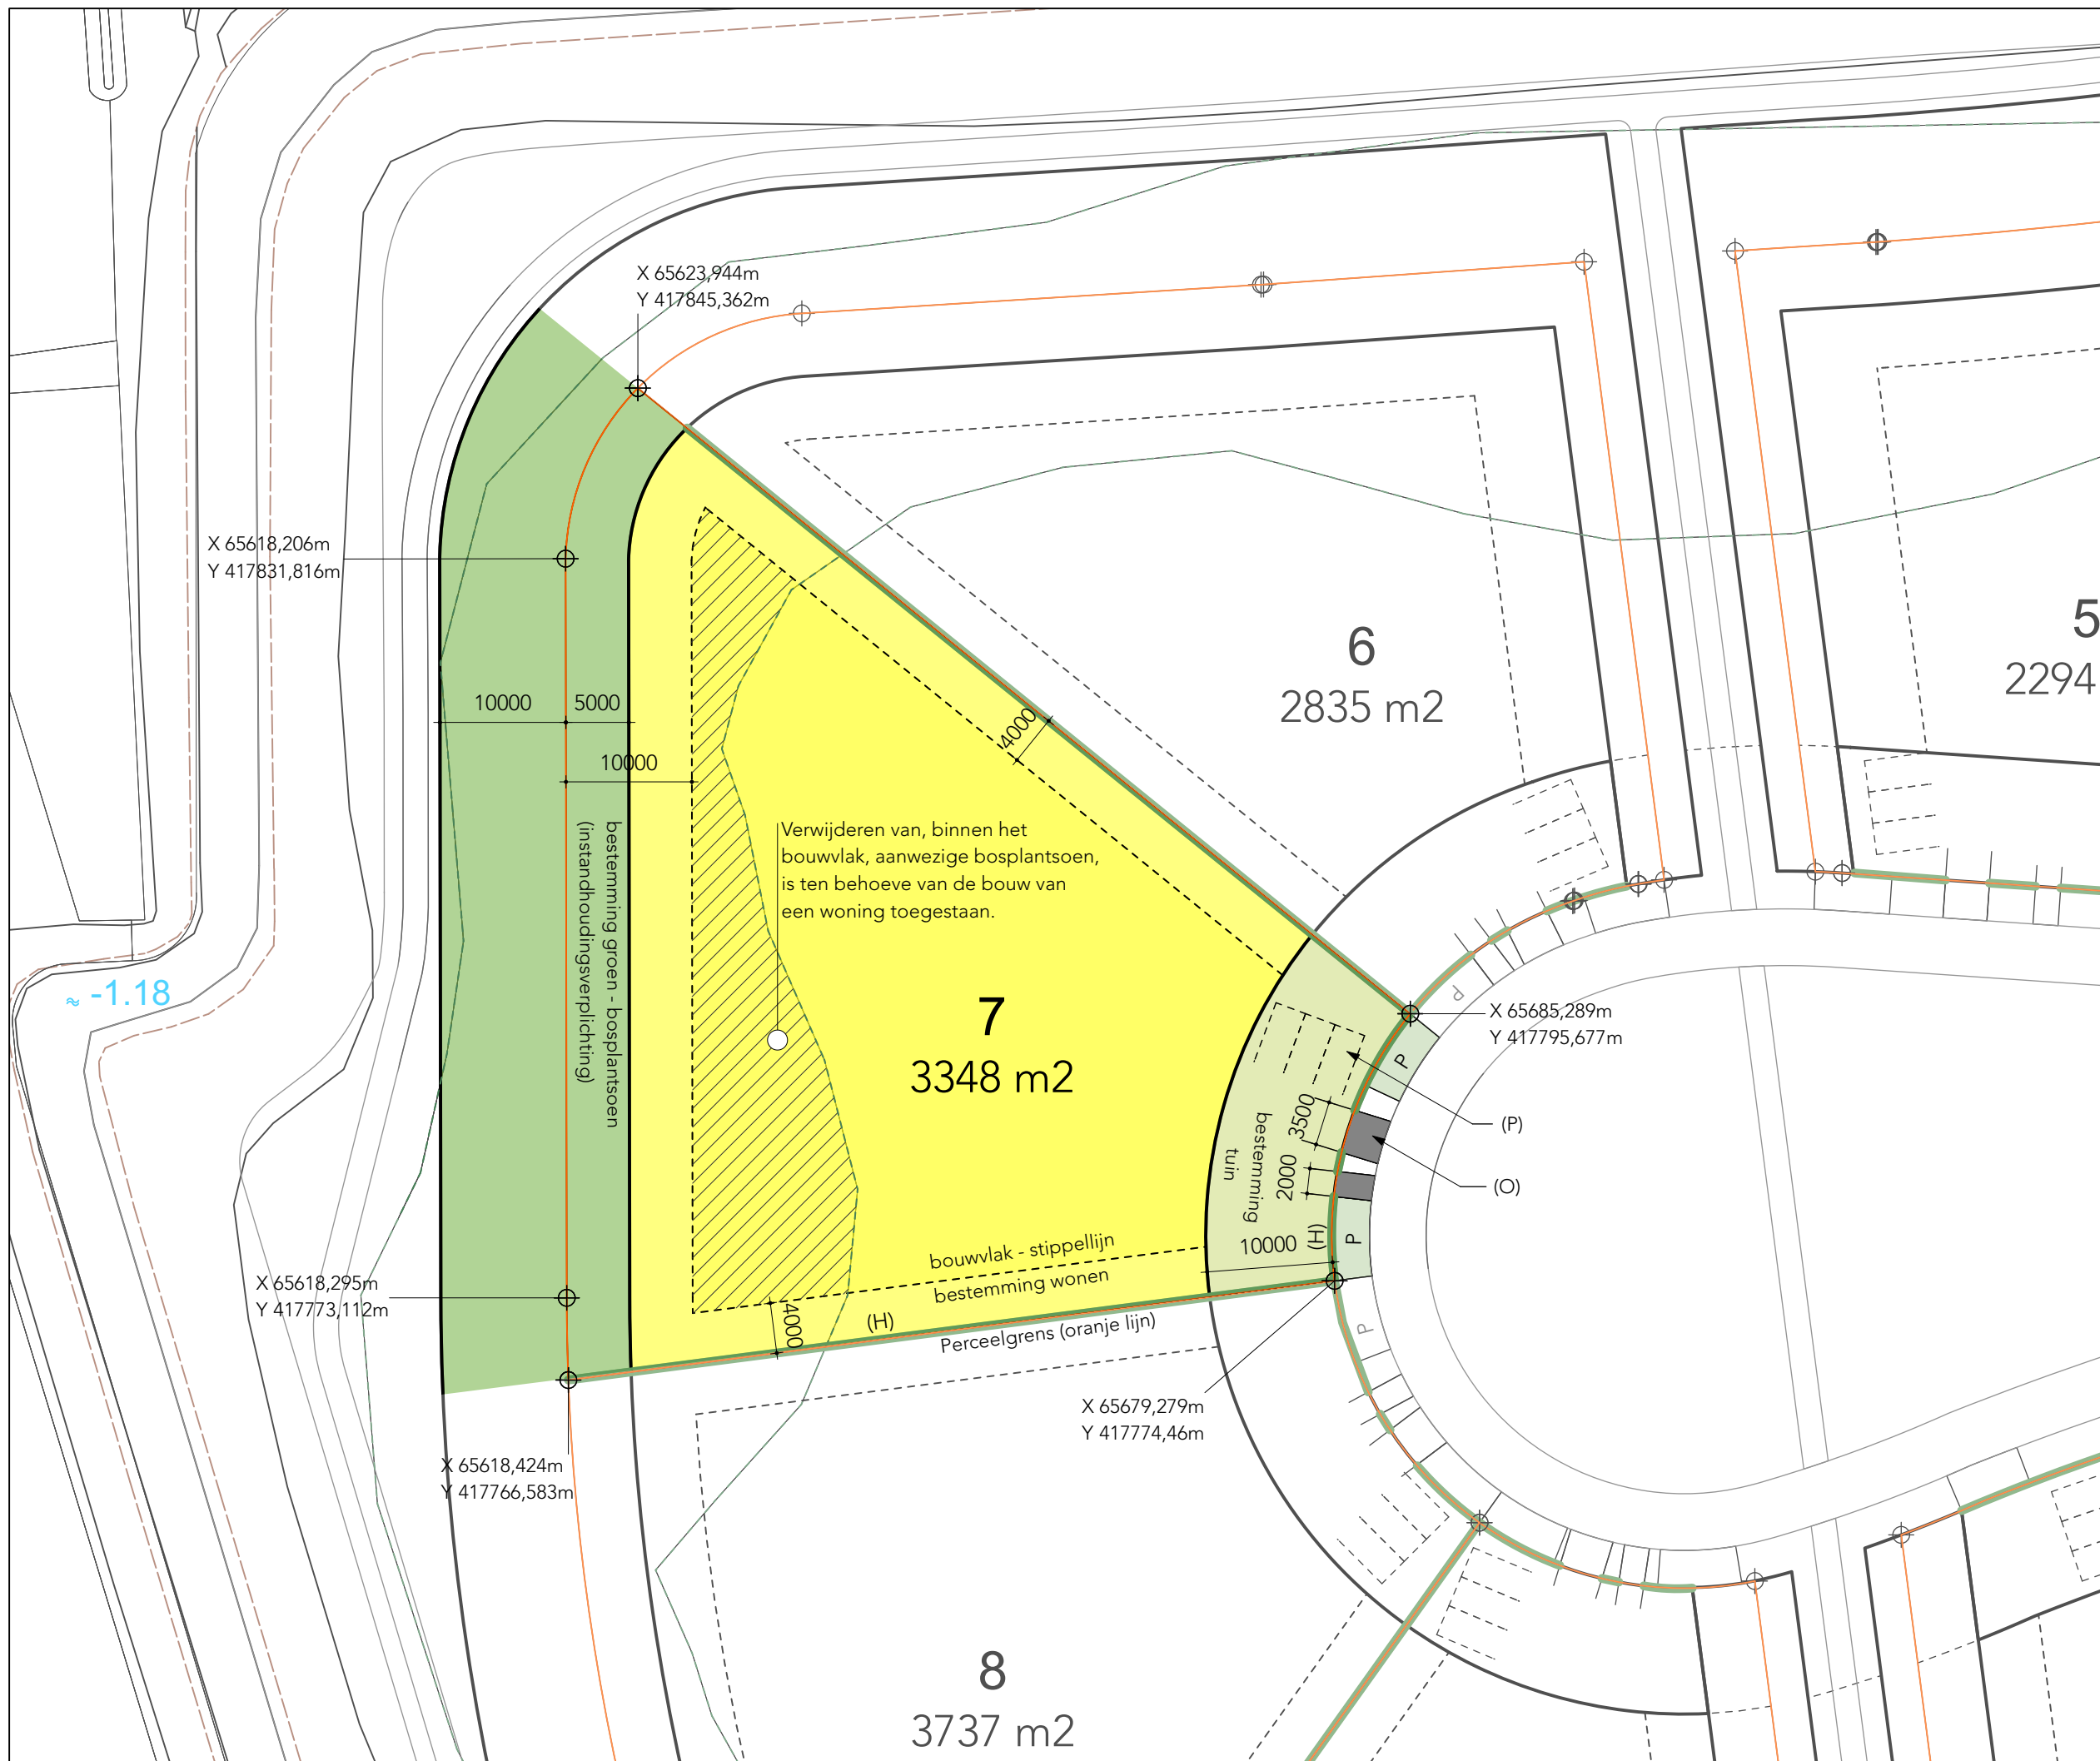 X 65623,944m
Y 417845,362m
X 65618,206m
Y 417831,816m
6
2835 m2
5
2294
10000
5000
10000
4000
Verwijderen van, binnen het
bouwvlak, aanwezige bosplantsoen,
is ten behoeve van de bouw van
een woning toegestaan.
bestemming groen - bosplantsoen
(instandhoudingsverplichting)
≈ -1.18
7
3348 m2
X 65685,289m
Y 417795,677m
P
P
3500
(P)
bestemming
tuin
2000
(O)
(H)
P
10000
bouwvlak - stippellijn
bestemming wonen
X 65618,295m
Y 417773,112m
4000
(H)
Perceelgrens (oranje lijn)
P
X 65679,279m
Y 417774,46m
X 65618,424m
Y 417766,583m
8
3737 m2